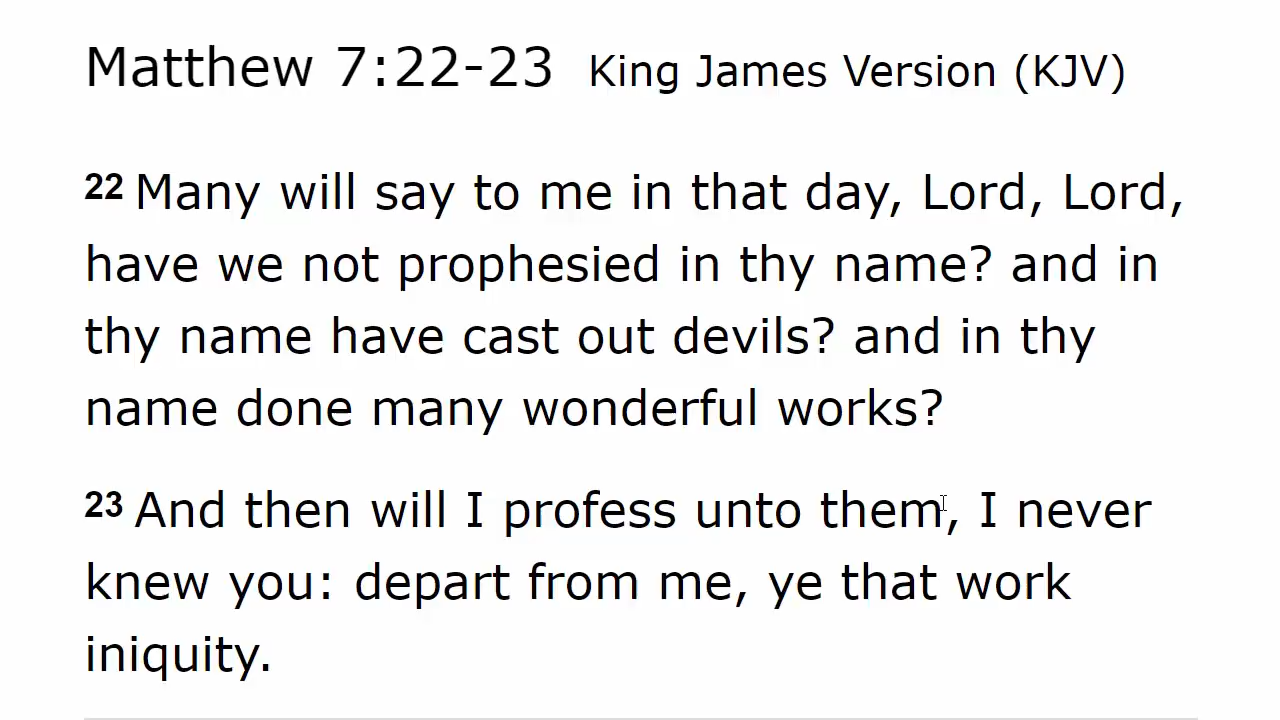 Matthew 7:22-23 King James Version (KJV)
22 Many will say to me in that day, Lord, Lord,
have we not prophesied in thy name? and in
thy name have cast out devils? and in thy
name done many wonderful works?
23 And then will I profess unto them, I never
knew you: depart from me, ye that work
iniquity.